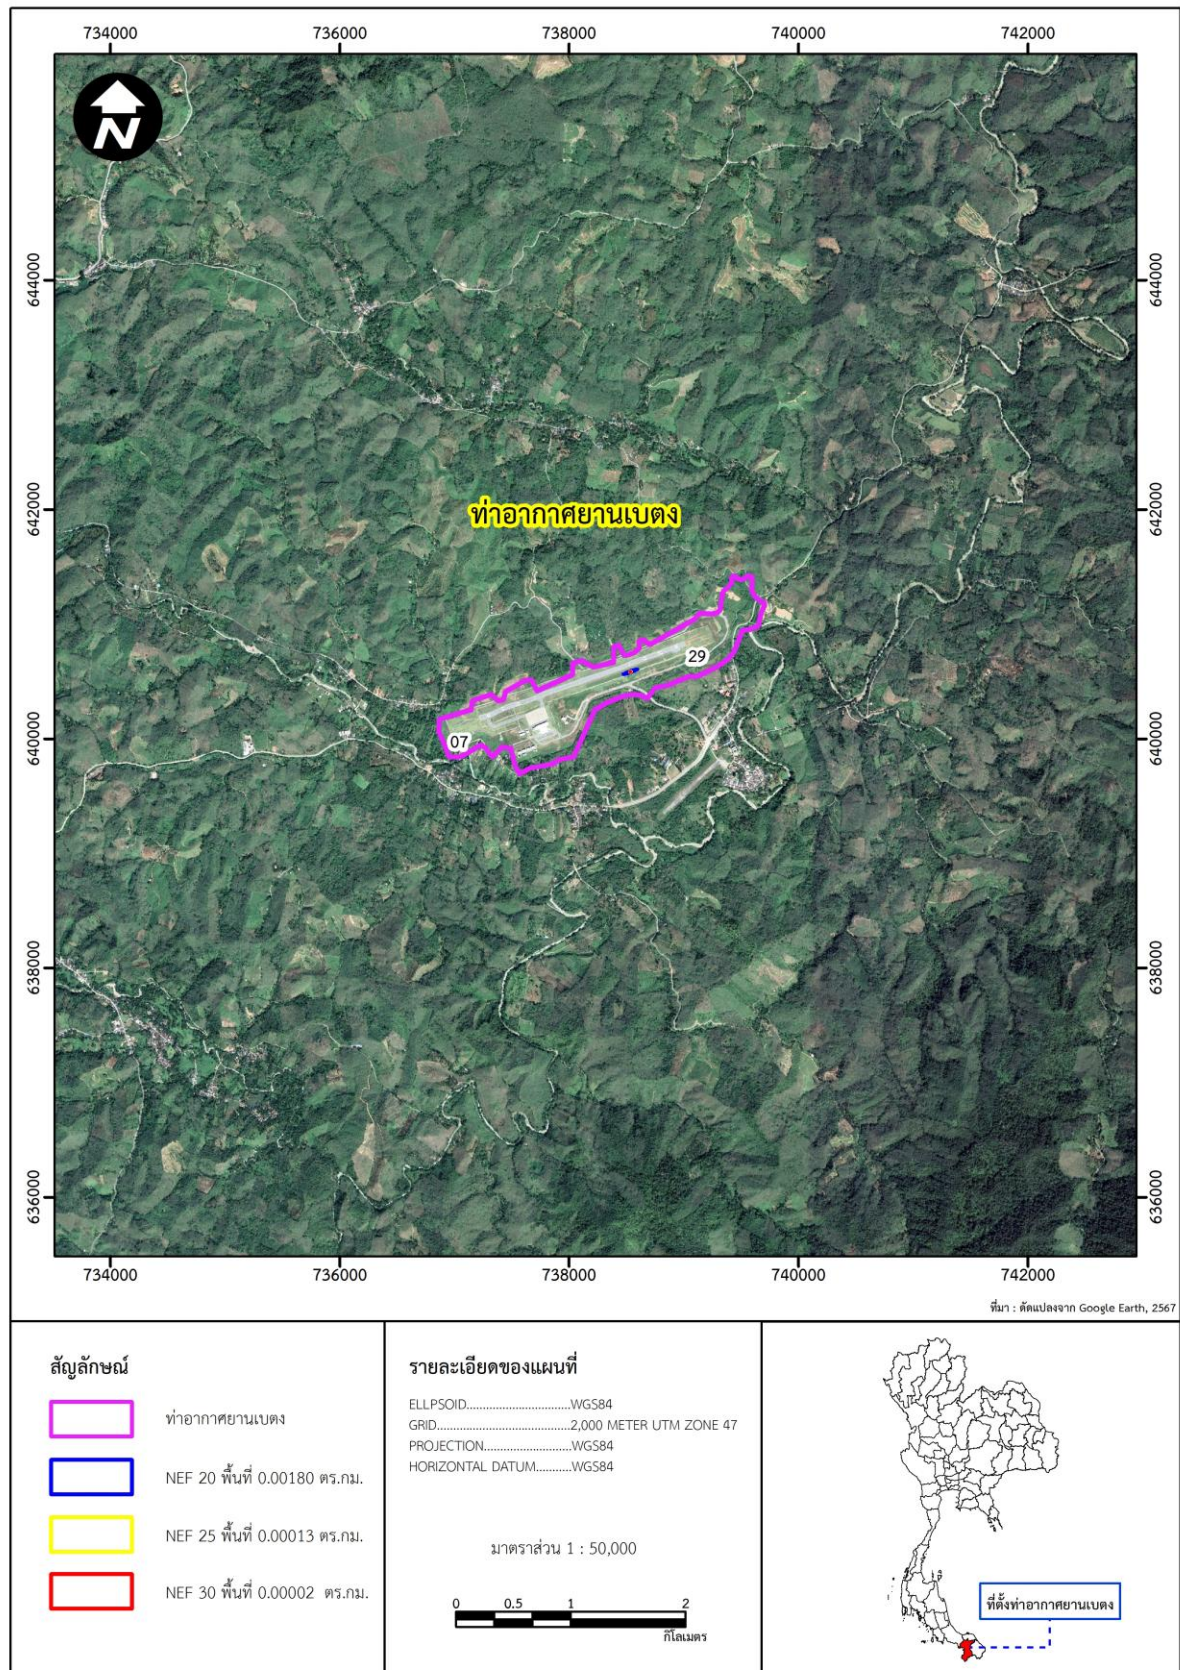 734000 736000 738000 740000 742000
N
644000 644000
642000 642000
ท่าอากาศยานเบตง
29
07
640000 640000
638000 638000
636000 636000
734000 736000 738000 740000 742000
ที่มา : ดัดแปลงจาก Google Earth, 2567
สัญลักษณ์
ท่าอากาศยานเบตง
NEF 20 พื้นที่ 0.00180 ตร.กม.
NEF 25 พื้นที่ 0.00013 ตร.กม.
NEF 30 พื้นที่ 0.00002 ตร.กม.
รายละเอียดของแผนที่
ELLPSOID..............................WGS84
GRID.......................................2,000 METER UTM ZONE 47
PROJECTION.........................WGS84
HORIZONTAL DATUM..........WGS84
มาตราส่วน 1 : 50,000
0 0.5 1 2
กิโลเมตร
ที่ตั้งท่าอากาศยานเบตง